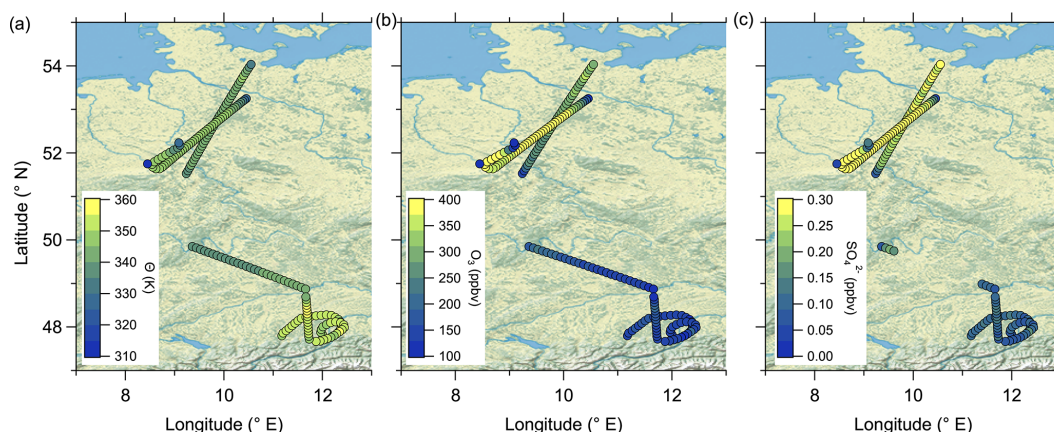 (a)
(b)
(c)
Latitude (° N)
54
52
50
48
360
350
340
330
320
310
Θ (K)
400
350
300
250
200
150
100
O₃ (ppbv)
0.30
0.25
0.20
0.15
0.10
0.05
0.00
SO₄²⁻ (ppbv)
8 10 12
8 10 12
8 10 12
Longitude (° E)
Longitude (° E)
Longitude (° E)